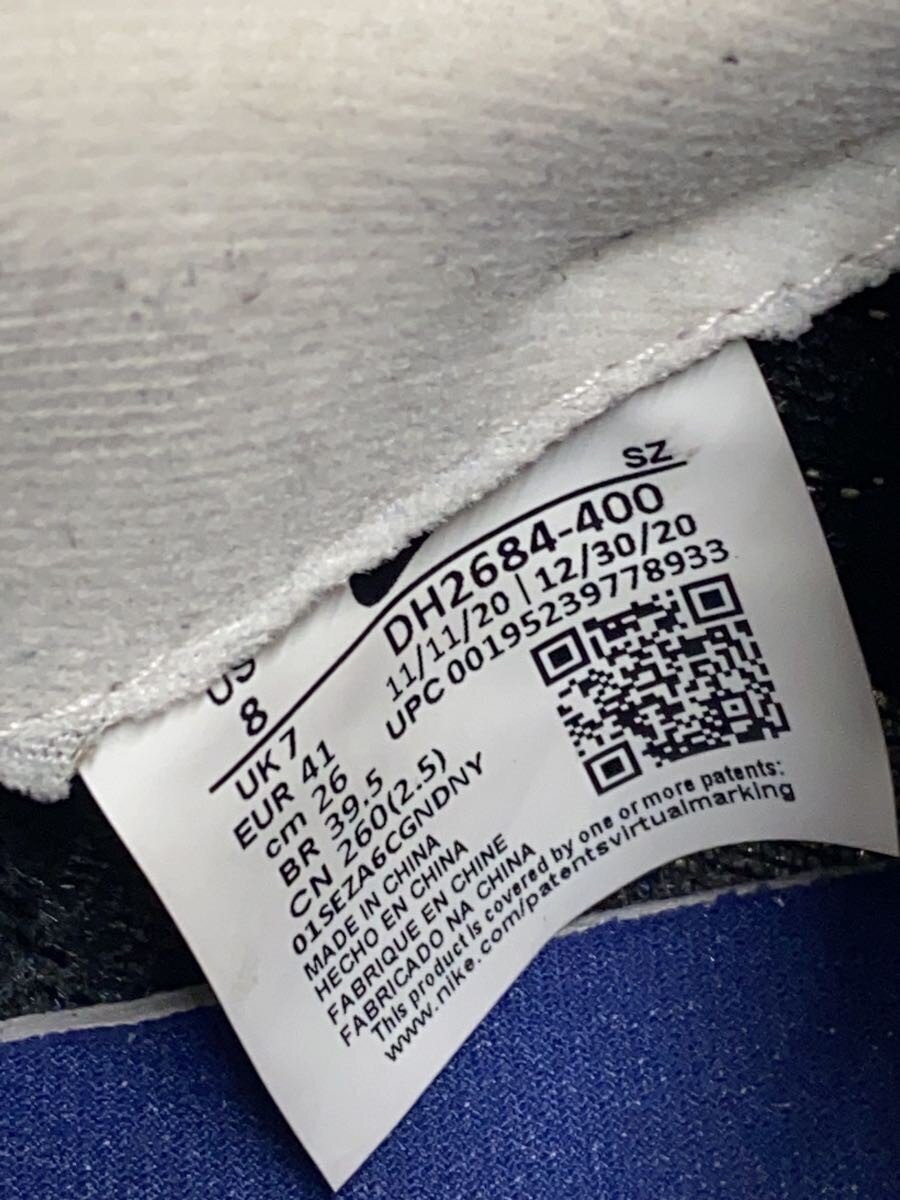 SZ
DH2684-400
11/11/20 | 12/30/20
UPC 00195239778933
US
8
UK 7
EUR 41
cm 26
BR 39.5
CN 260(2.5)
01SEZA6CGNDNY
MADE IN CHINA
HECHO EN CHINA
FABRIQUE EN CHINE
FABRICADO NA CHINA
This product is covered by one or more patents:
www.nike.com/patentsvirtualmarking